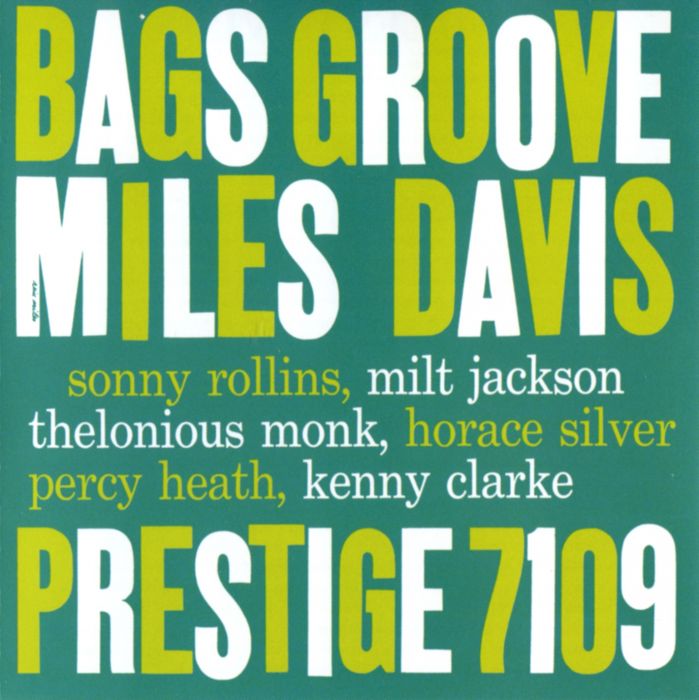 BAGS GROOVE
MILES DAVIS
sonny rollins, milt jackson
thelonious monk, horace silver
percy heath, kenny clarke
PRESTIGE 7109